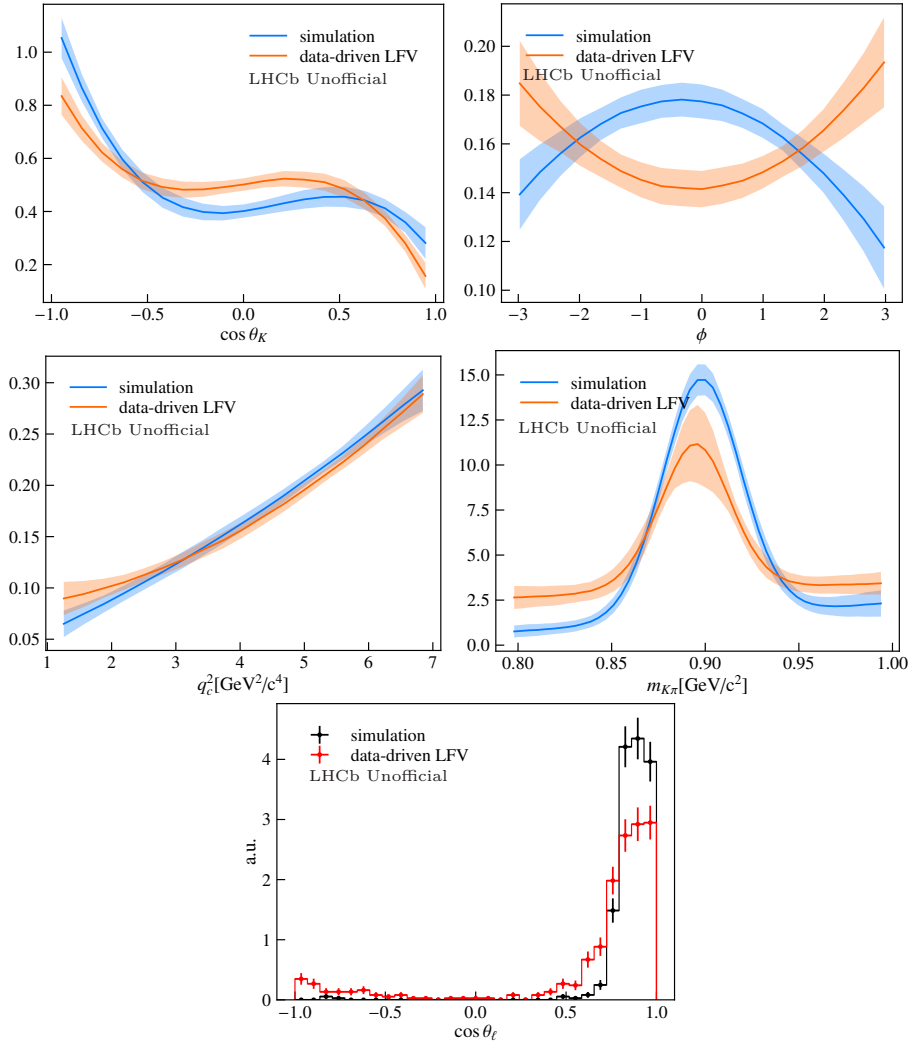 simulation
data-driven LFV
LHCb Unofficial
1.0
0.8
0.6
0.4
0.2
−1.0 −0.5 0.0 0.5 1.0
cos θ_K
simulation
data-driven LFV
LHCb Unofficial
0.20
0.18
0.16
0.14
0.12
0.10
−3 −2 −1 0 1 2 3
ϕ
simulation
data-driven LFV
LHCb Unofficial
0.30
0.25
0.20
0.15
0.10
0.05
1 2 3 4 5 6 7
q_c^2[GeV^2/c^4]
simulation
data-driven LFV
LHCb Unofficial
15.0
12.5
10.0
7.5
5.0
2.5
0.0
0.80 0.85 0.90 0.95 1.00
m_{Kπ}[GeV/c^2]
simulation
data-driven LFV
LHCb Unofficial
a.u.
4
3
2
1
0
−1.0 −0.5 0.0 0.5 1.0
cos θ_ℓ